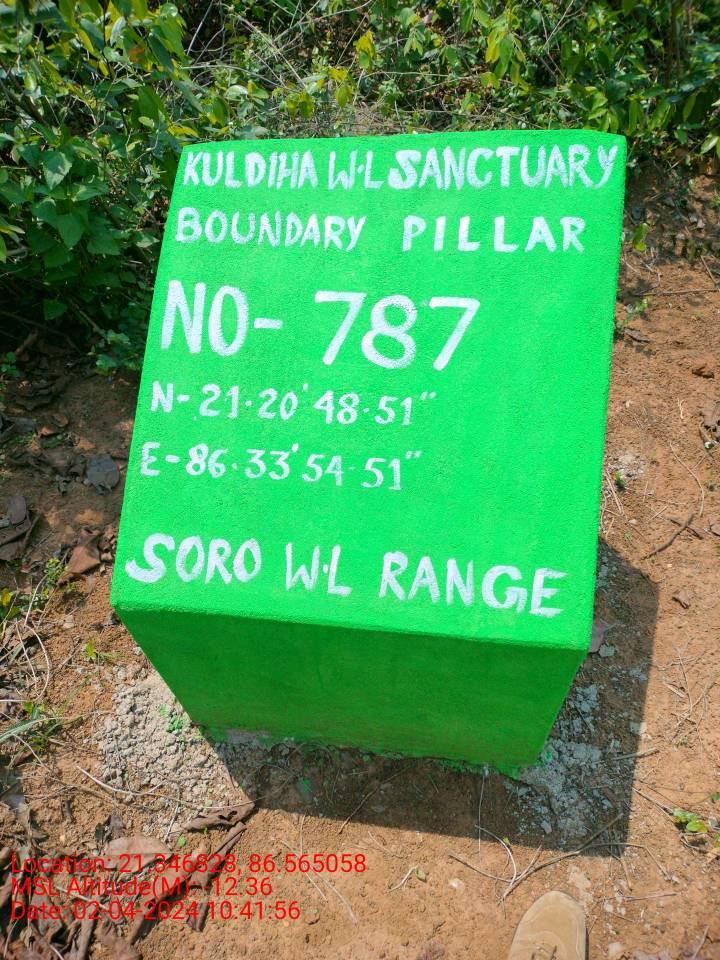 KULDIHA W.L SANCTUARY
BOUNDARY PILLAR
NO- 787
N- 21·20' 48·51"
E- 86·33' 54·51"
SORO W.L RANGE
Location: 21.346823, 86.565058
MSL Altitude(M): 12.36
Date: 02-04-2024 10:41:56